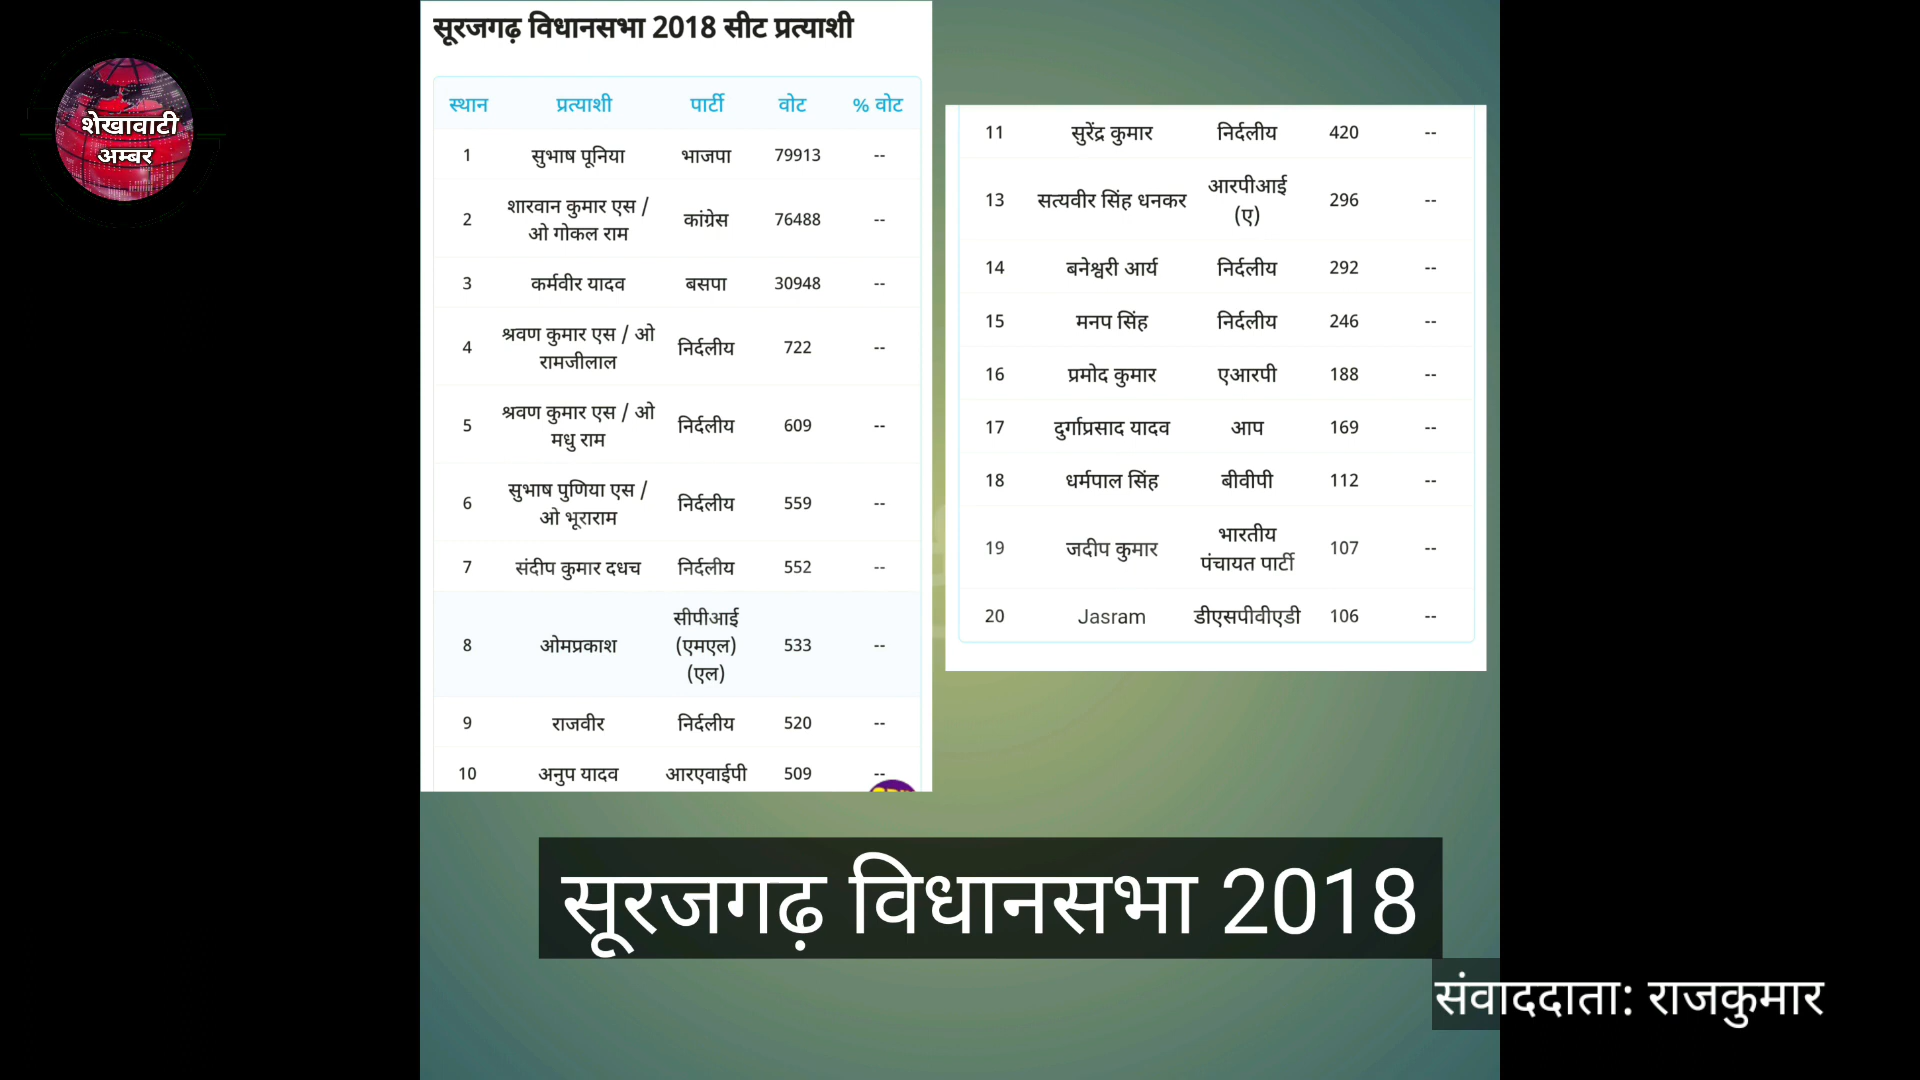 शेखावाटी
अम्बर
सूरजगढ़ विधानसभा 2018 सीट प्रत्याशी
स्थान प्रत्याशी पार्टी वोट % वोट
1 सुभाष पूनिया भाजपा 79913 --
2 शारवान कुमार एस / ओ गोकल राम कांग्रेस 76488 --
3 कर्मवीर यादव बसपा 30948 --
4 श्रवण कुमार एस / ओ रामजीलाल निर्दलीय 722 --
5 श्रवण कुमार एस / ओ मधु राम निर्दलीय 609 --
6 सुभाष पुणिया एस / ओ भूराराम निर्दलीय 559 --
7 संदीप कुमार दधच निर्दलीय 552 --
8 ओमप्रकाश सीपीआई (एमएल) (एल) 533 --
9 राजवीर निर्दलीय 520 --
10 अनुप यादव आरएवाईपी 509 --
11 सुरेंद्र कुमार निर्दलीय 420 --
13 सत्यवीर सिंह धनकर आरपीआई (ए) 296 --
14 बनेश्वरी आर्य निर्दलीय 292 --
15 मनप सिंह निर्दलीय 246 --
16 प्रमोद कुमार एआरपी 188 --
17 दुर्गाप्रसाद यादव आप 169 --
18 धर्मपाल सिंह बीवीपी 112 --
19 जदीप कुमार भारतीय पंचायत पार्टी 107 --
20 Jasram डीएसपीवीएडी 106 --
सूरजगढ़ विधानसभा 2018
संवाददाता: राजकुमार